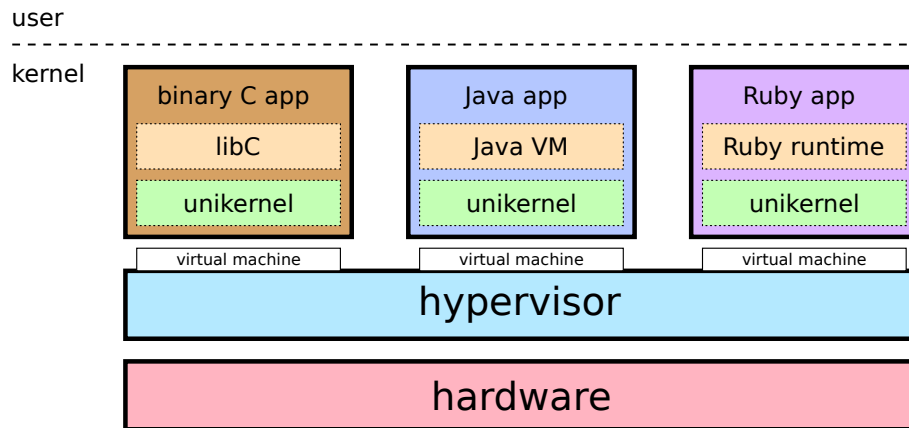 user
kernel
binary C app
libC
unikernel
Java app
Java VM
unikernel
Ruby app
Ruby runtime
unikernel
virtual machine
virtual machine
virtual machine
hypervisor
hardware